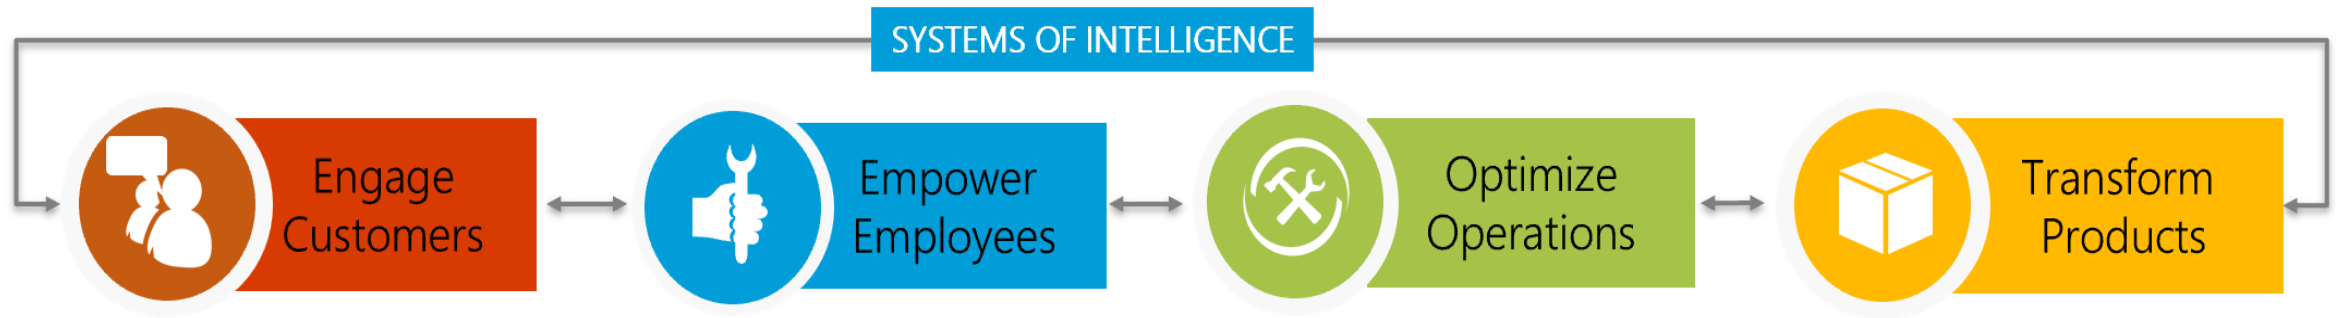 SYSTEMS OF INTELLIGENCE
Engage
Customers
Empower
Employees
Optimize
Operations
Transform
Products